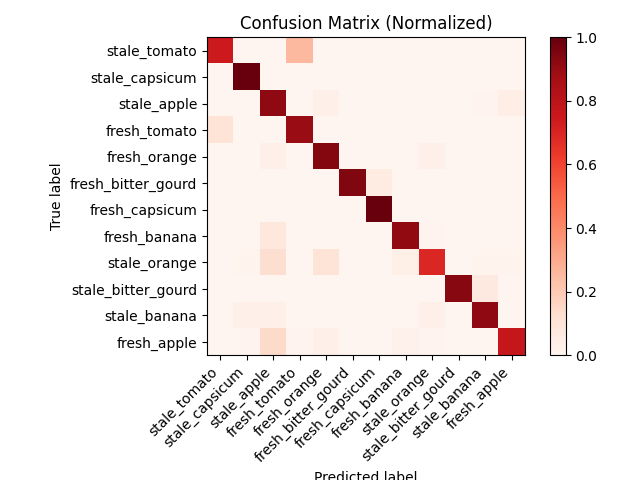 Confusion Matrix (Normalized)
True label
stale_tomato
stale_capsicum
stale_apple
fresh_tomato
fresh_orange
fresh_bitter_gourd
fresh_capsicum
fresh_banana
stale_orange
stale_bitter_gourd
stale_banana
fresh_apple
1.0
0.8
0.6
0.4
0.2
0.0
stale_tomato
stale_capsicum
stale_apple
fresh_tomato
fresh_orange
fresh_bitter_gourd
fresh_capsicum
fresh_banana
stale_orange
stale_bitter_gourd
stale_banana
fresh_apple
Predicted label